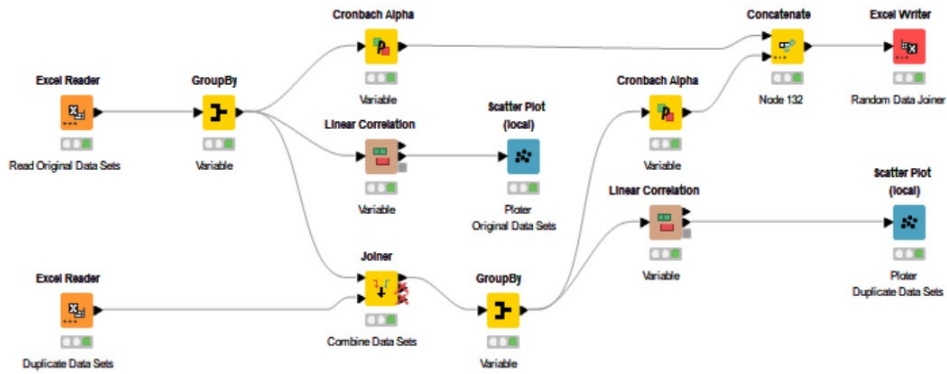 Cronbach Alpha
Variable
Concatenate
Node 132
Excel Writer
Random Data Joiner
Excel Reader
Read Original Data Sets
GroupBy
Variable
Cronbach Alpha
Variable
Linear Correlation
Variable
Scatter Plot
(local)
Ploter
Original Data Sets
Linear Correlation
Variable
Scatter Plot
(local)
Ploter
Duplicate Data Sets
Excel Reader
Duplicate Data Sets
Joiner
Combine Data Sets
GroupBy
Variable